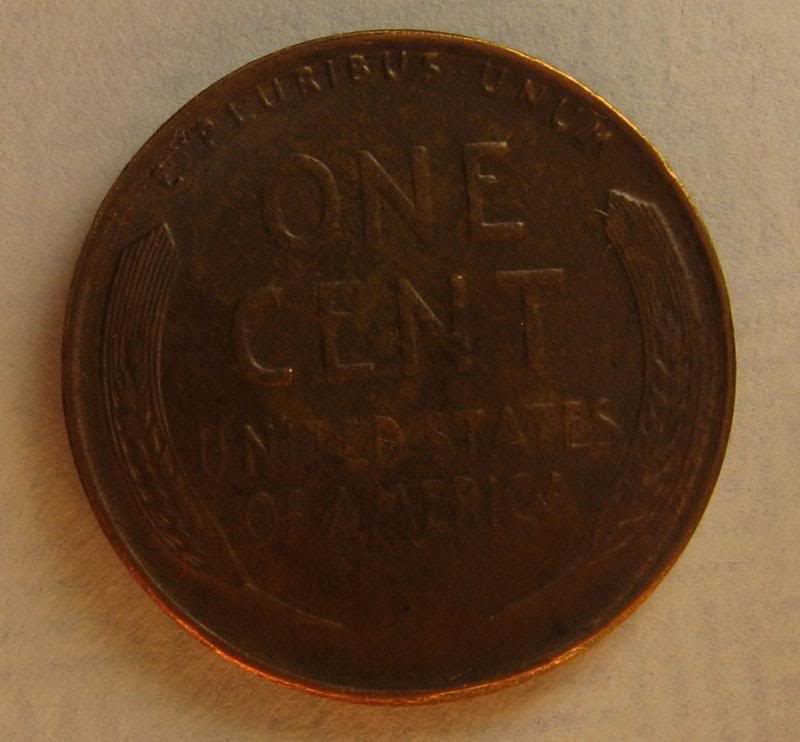 E PLURIBUS UNUM
ONE
CENT
UNITED STATES
OF AMERICA